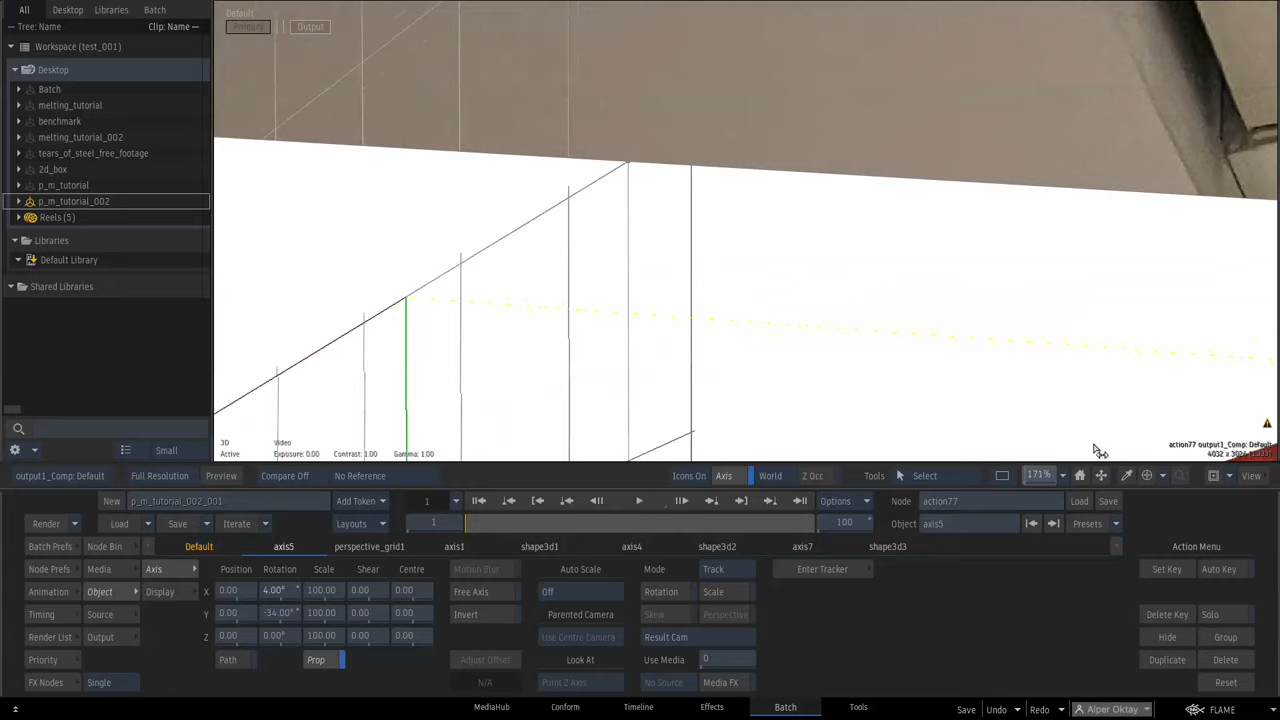 All Desktop Libraries Batch
Tree: Name Clip: Name
Workspace (test_001)
Desktop
Batch
melting_tutorial
benchmark
melting_tutorial_002
tears_of_steel_free_footage
2d_box
p_m_tutorial
p_m_tutorial_002
Reels (5)
Libraries
Default Library
Shared Libraries
Small
Default
Primary Output
3D Video
Active Exposure: 0.00 Contrast: 1.00 Gamma: 1.00
action77 output1_Comp: Default
output1_Comp: Default Full Resolution Preview Compare Off No Reference Icons On Axis World Z Occ Tools Select 171% View
New p_m_tutorial_002_001 Add Token 1 Options Node action77 Load Save
Render Load Save Iterate Layouts 1 100 Object axis5 Presets
Batch Prefs Node Bin Default axis5 perspective_grid1 axis1 shape3d1 axis4 shape3d2 axis7 shape3d3 Action Menu
Node Prefs Media Axis Position Rotation Scale Shear Centre Motion Blur Auto Scale Mode Track Enter Tracker Set Key Auto Key
Animation Object Display X 0.00 4.00° 100.00 0.00 0.00 Free Axis Off Rotation Scale
Timing Source Y 0.00 -34.00° 100.00 0.00 0.00 Invert Parented Camera Skew Perspective Delete Key Solo
Render List Output Z 0.00 0.00° 100.00 0.00 0.00 Use Centre Camera Result Cam Hide Group
Priority Path Prop Adjust Offset Look At Use Media 0 Duplicate Delete
FX Nodes Single N/A Point Z Axis No Source Media FX Reset
MediaHub Conform Timeline Effects Batch Tools Save Undo Redo Alper Oktay FLAME